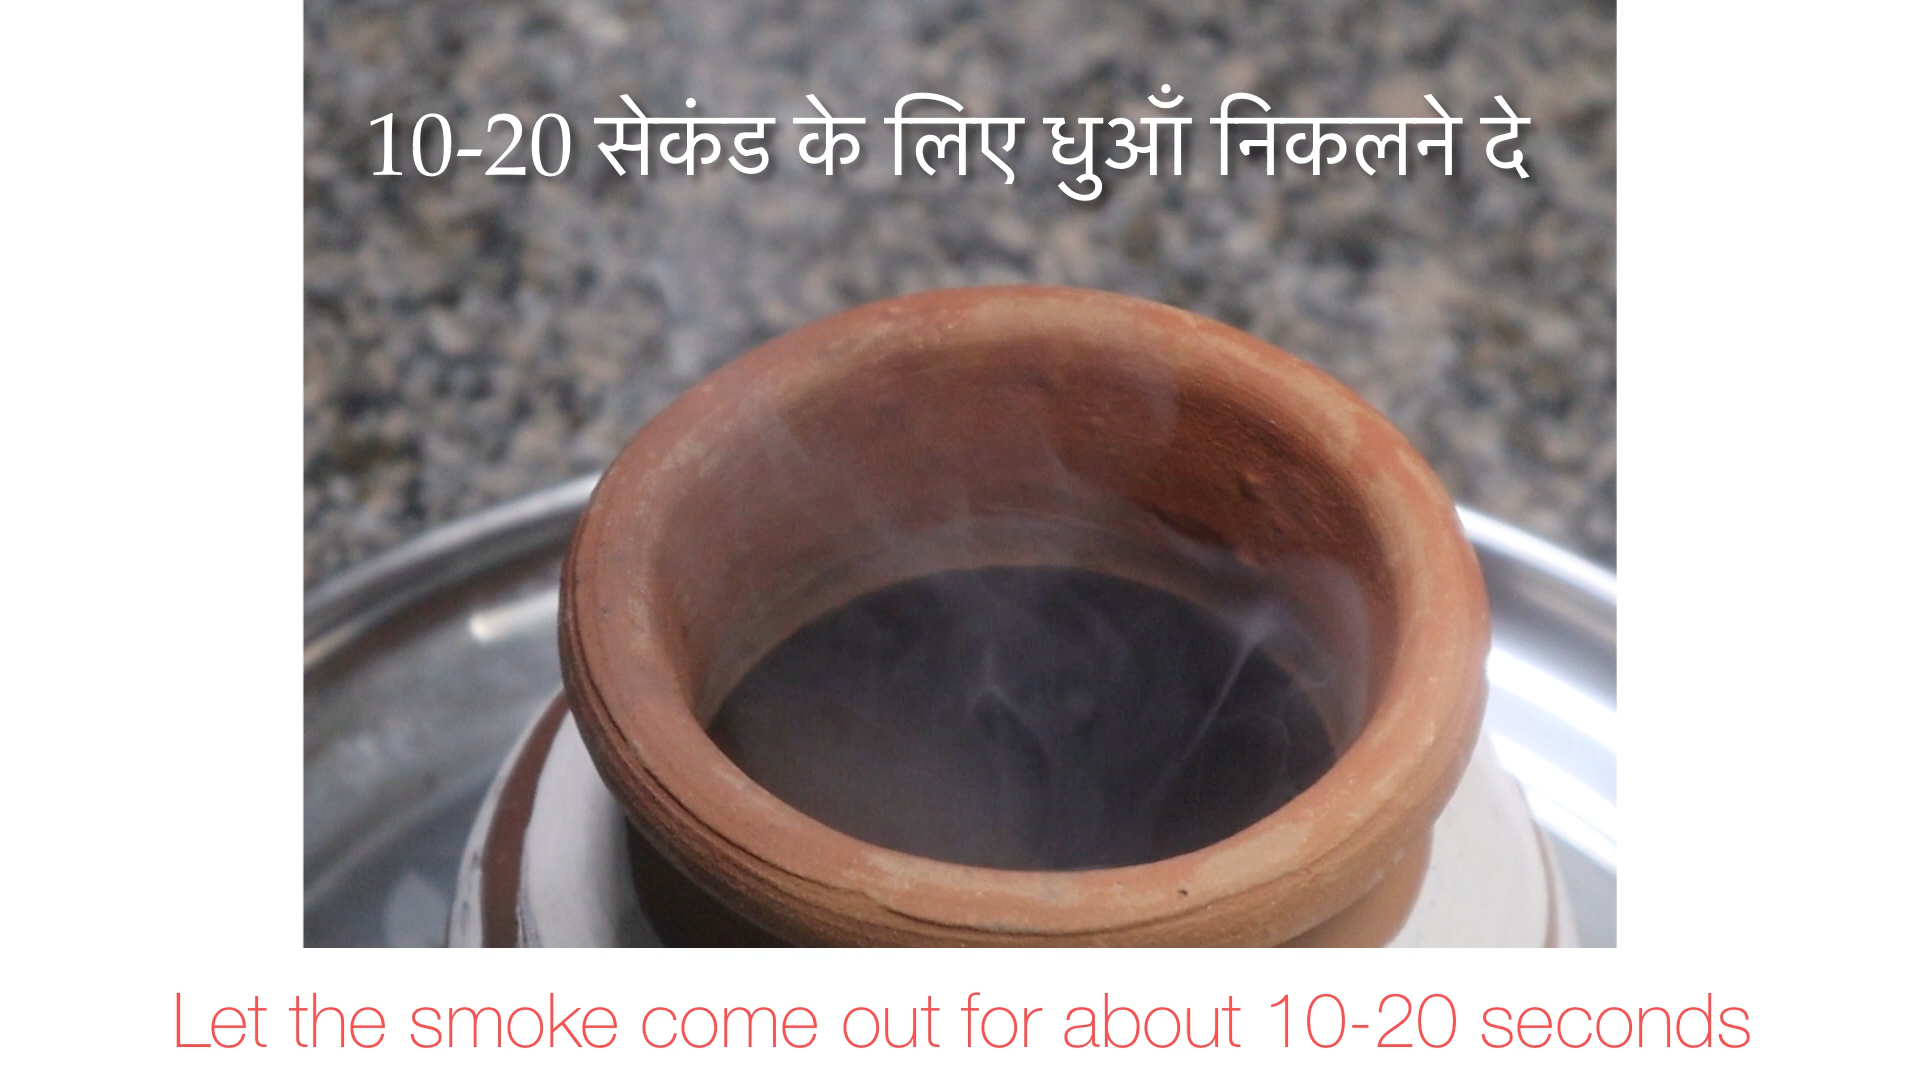 10-20 सेकंड के लिए धुआँ निकलने दे
Let the smoke come out for about 10-20 seconds